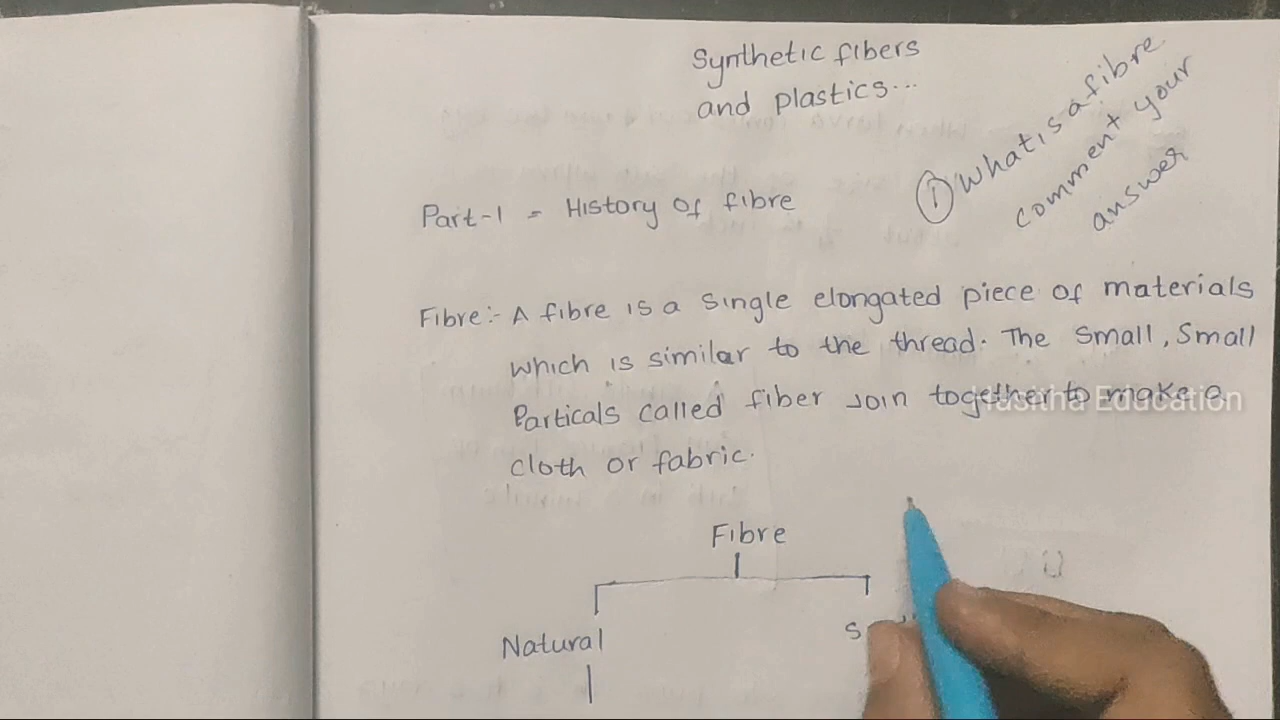 Synthetic fibers
and plastics...
① What is a fibre
comment your
answer
Part-1 = History of fibre
Fibre:- A fibre is a single elongated piece of materials
which is similar to the thread. The small, small
Particals called fiber join together to make a
cloth or fabric.
Husitha Education
Fibre
Natural